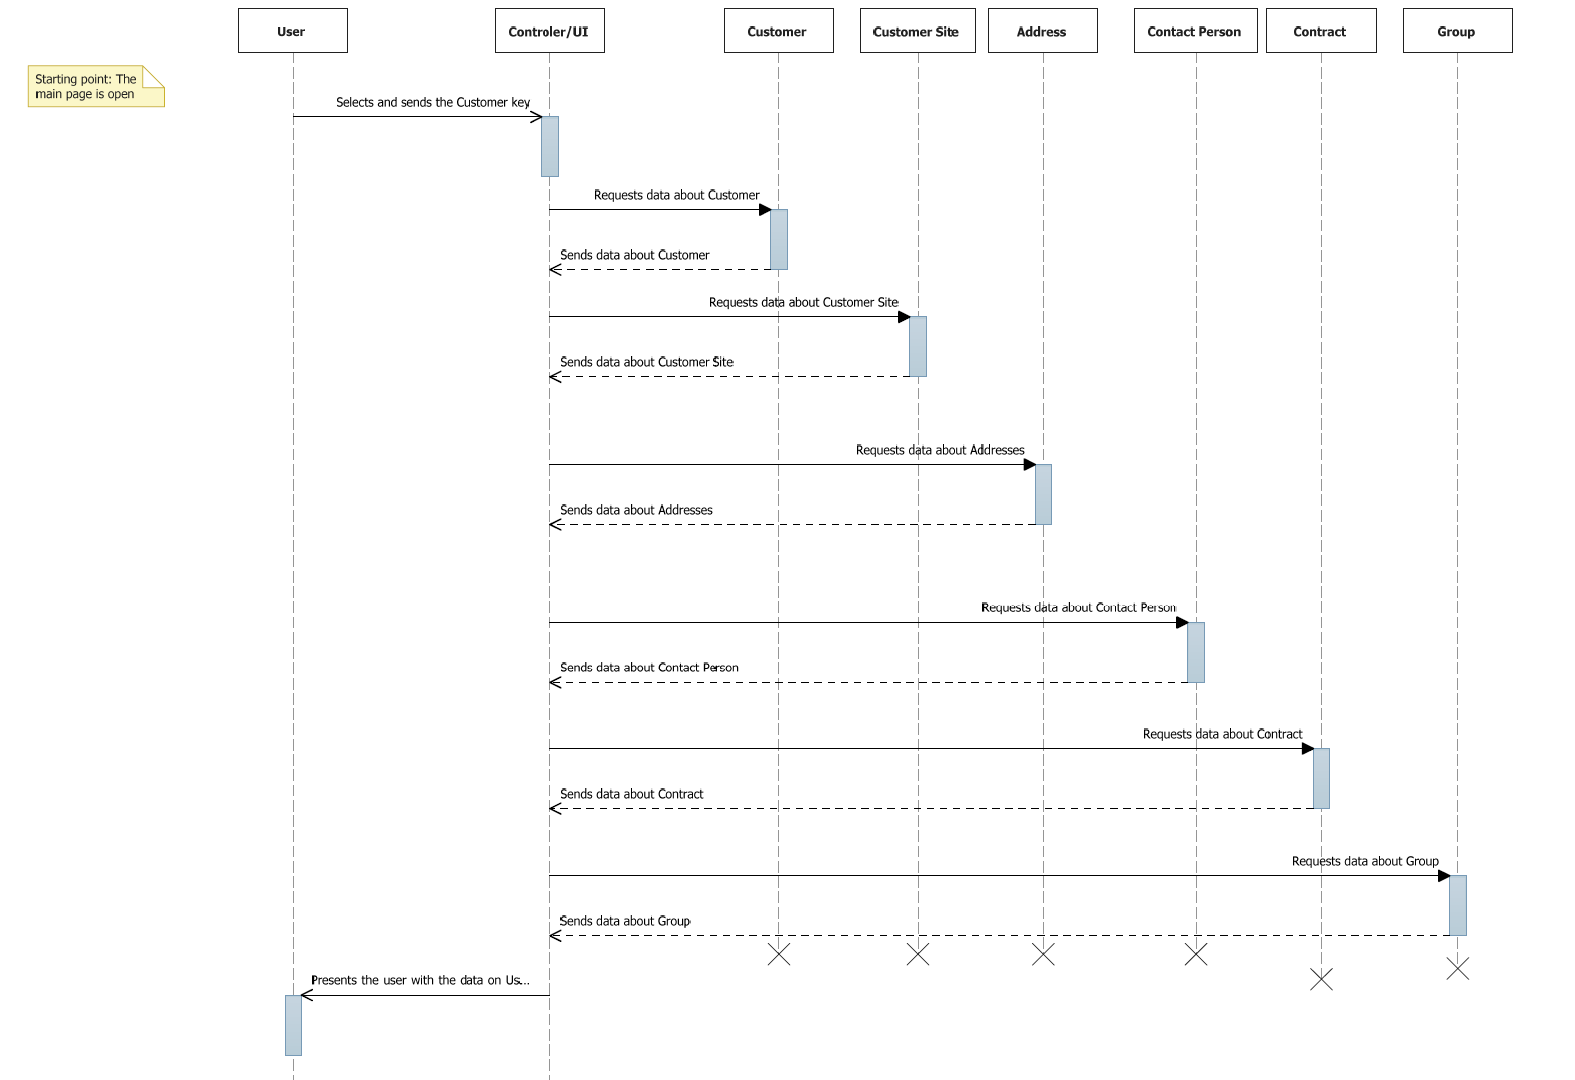 User
Controler/UI
Customer
Customer Site
Address
Contact Person
Contract
Group
Starting point: The
main page is open
Selects and sends the Customer key
Requests data about Customer
Sends data about Customer
Requests data about Customer Site
Sends data about Customer Site
Requests data about Addresses
Sends data about Addresses
Requests data about Contact Person
Sends data about Contact Person
Requests data about Contract
Sends data about Contract
Requests data about Group
Sends data about Group
Presents the user with the data on Us...